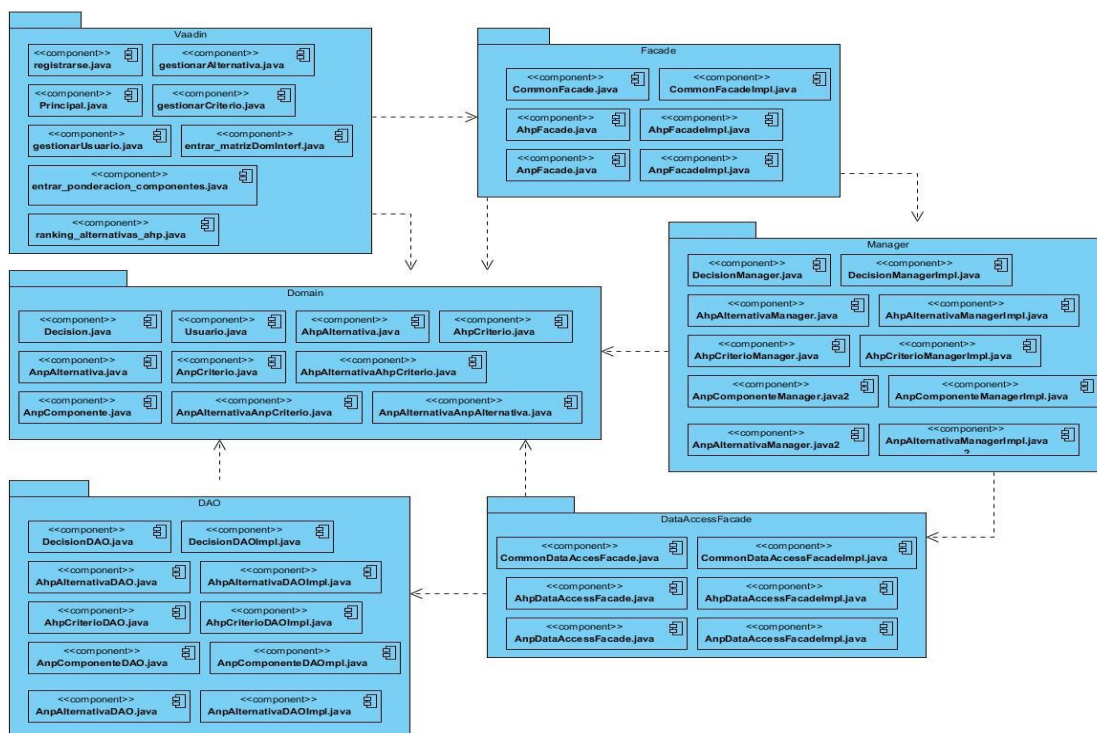 Vaadin
<<component>> <<component>>
registrarse.java gestionarAlternativa.java
<<component>> <<component>>
Principal.java gestionarCriterio.java
<<component>> <<component>>
gestionarUsuario.java entrar_matrizDomInterf.java
<<component>>
entrar_ponderacion_componentes.java
<<component>>
ranking_alternativas_ahp.java
Facade
<<component>> <<component>>
CommonFacade.java CommonFacadeImpl.java
<<component>> <<component>>
AhpFacade.java AhpFacadeImpl.java
<<component>> <<component>>
AnpFacade.java AnpFacadeImpl.java
Manager
<<component>> <<component>>
DecisionManager.java DecisionManagerImpl.java
<<component>> <<component>>
AhpAlternativaManager.java AhpAlternativaManagerImpl.java
<<component>> <<component>>
AhpCriterioManager.java AhpCriterioManagerImpl.java
<<component>> <<component>>
AnpComponenteManager.java2 AnpComponenteManagerImpl.java
<<component>> <<component>>
AnpAlternativaManager.java2 AnpAlternativaManagerImpl.java
2
Domain
<<component>> <<component>> <<component>> <<component>>
Decision.java Usuario.java AhpAlternativa.java AhpCriterio.java
<<component>> <<component>> <<component>>
AnpAlternativa.java AnpCriterio.java AhpAlternativaAhpCriterio.java
<<component>> <<component>> <<component>>
AnpComponente.java AnpAlternativaAnpCriterio.java AnpAlternativaAnpAlternativa.java
DAO
<<component>> <<component>>
DecisionDAO.java DecisionDAOImpl.java
<<component>> <<component>>
AhpAlternativaDAO.java AhpAlternativaDAOImpl.java
<<component>> <<component>>
AhpCriterioDAO.java AhpCriterioDAOImpl.java
<<component>> <<component>>
AnpComponenteDAO.java AnpComponenteDAOmpl.java
<<component>> <<component>>
AnpAlternativaDAO.java AnpAlternativaDAOImpl.java
DataAccessFacade
<<component>> <<component>>
CommonDataAccesFacade.java CommonDataAccessFacadeImpl.java
<<component>> <<component>>
AhpDataAccessFacade.java AhpDataAccessFacadeImpl.java
<<component>> <<component>>
AnpDataAccessFacade.java AnpDataAccessFacadeImpl.java